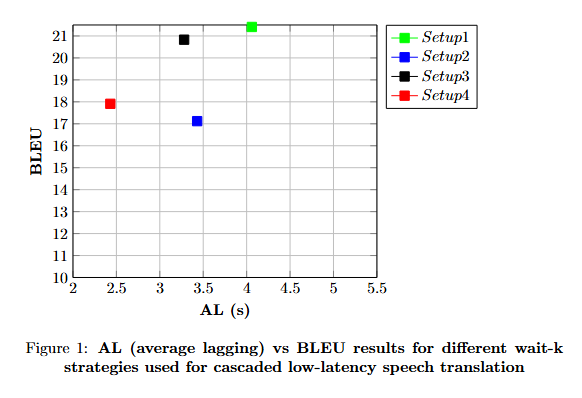 21
20
19
18
17
16
15
14
13
12
11
10
BLEU
2 2.5 3 3.5 4 4.5 5 5.5
AL (s)
Setup1
Setup2
Setup3
Setup4
Figure 1: AL (average lagging) vs BLEU results for different wait-k
strategies used for cascaded low-latency speech translation